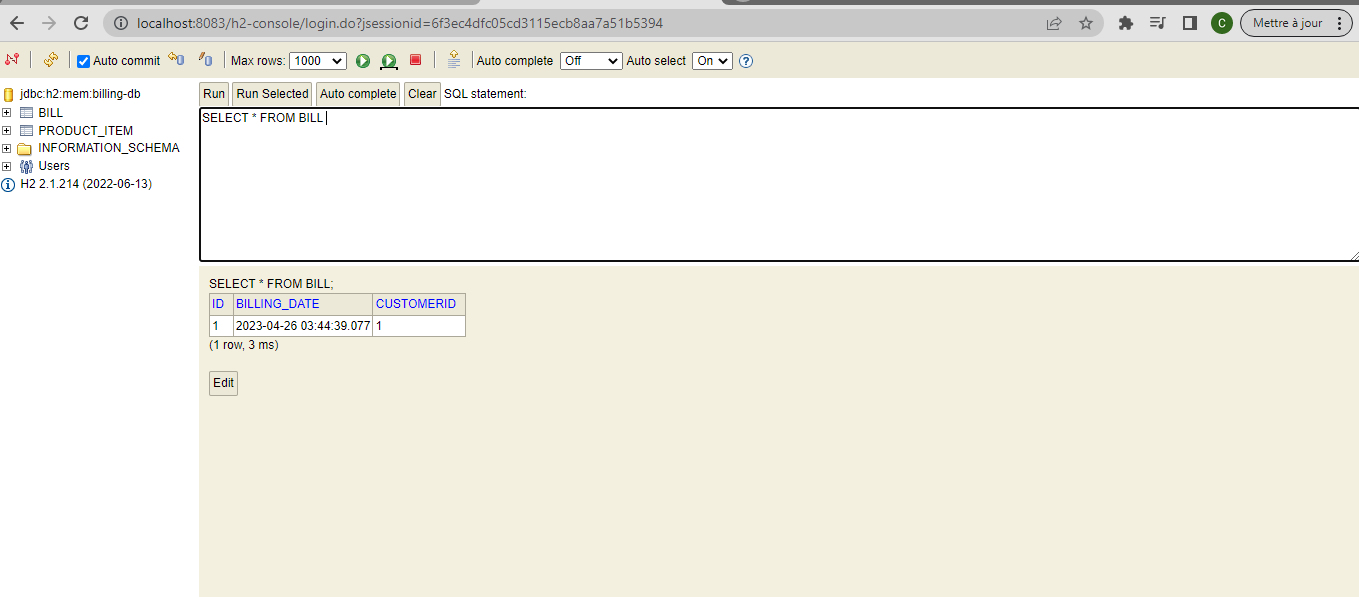 localhost:8083/h2-console/login.do?jsessionid=6f3ec4dfc05cd3115ecb8aa7a51b5394
C
Mettre à jour
Auto commit
Max rows: 1000
Auto complete Off
Auto select On
jdbc:h2:mem:billing-db
BILL
PRODUCT_ITEM
INFORMATION_SCHEMA
Users
H2 2.1.214 (2022-06-13)
Run Run Selected Auto complete Clear SQL statement:
SELECT * FROM BILL
SELECT * FROM BILL;
ID BILLING_DATE CUSTOMERID
1 2023-04-26 03:44:39.077 1
(1 row, 3 ms)
Edit